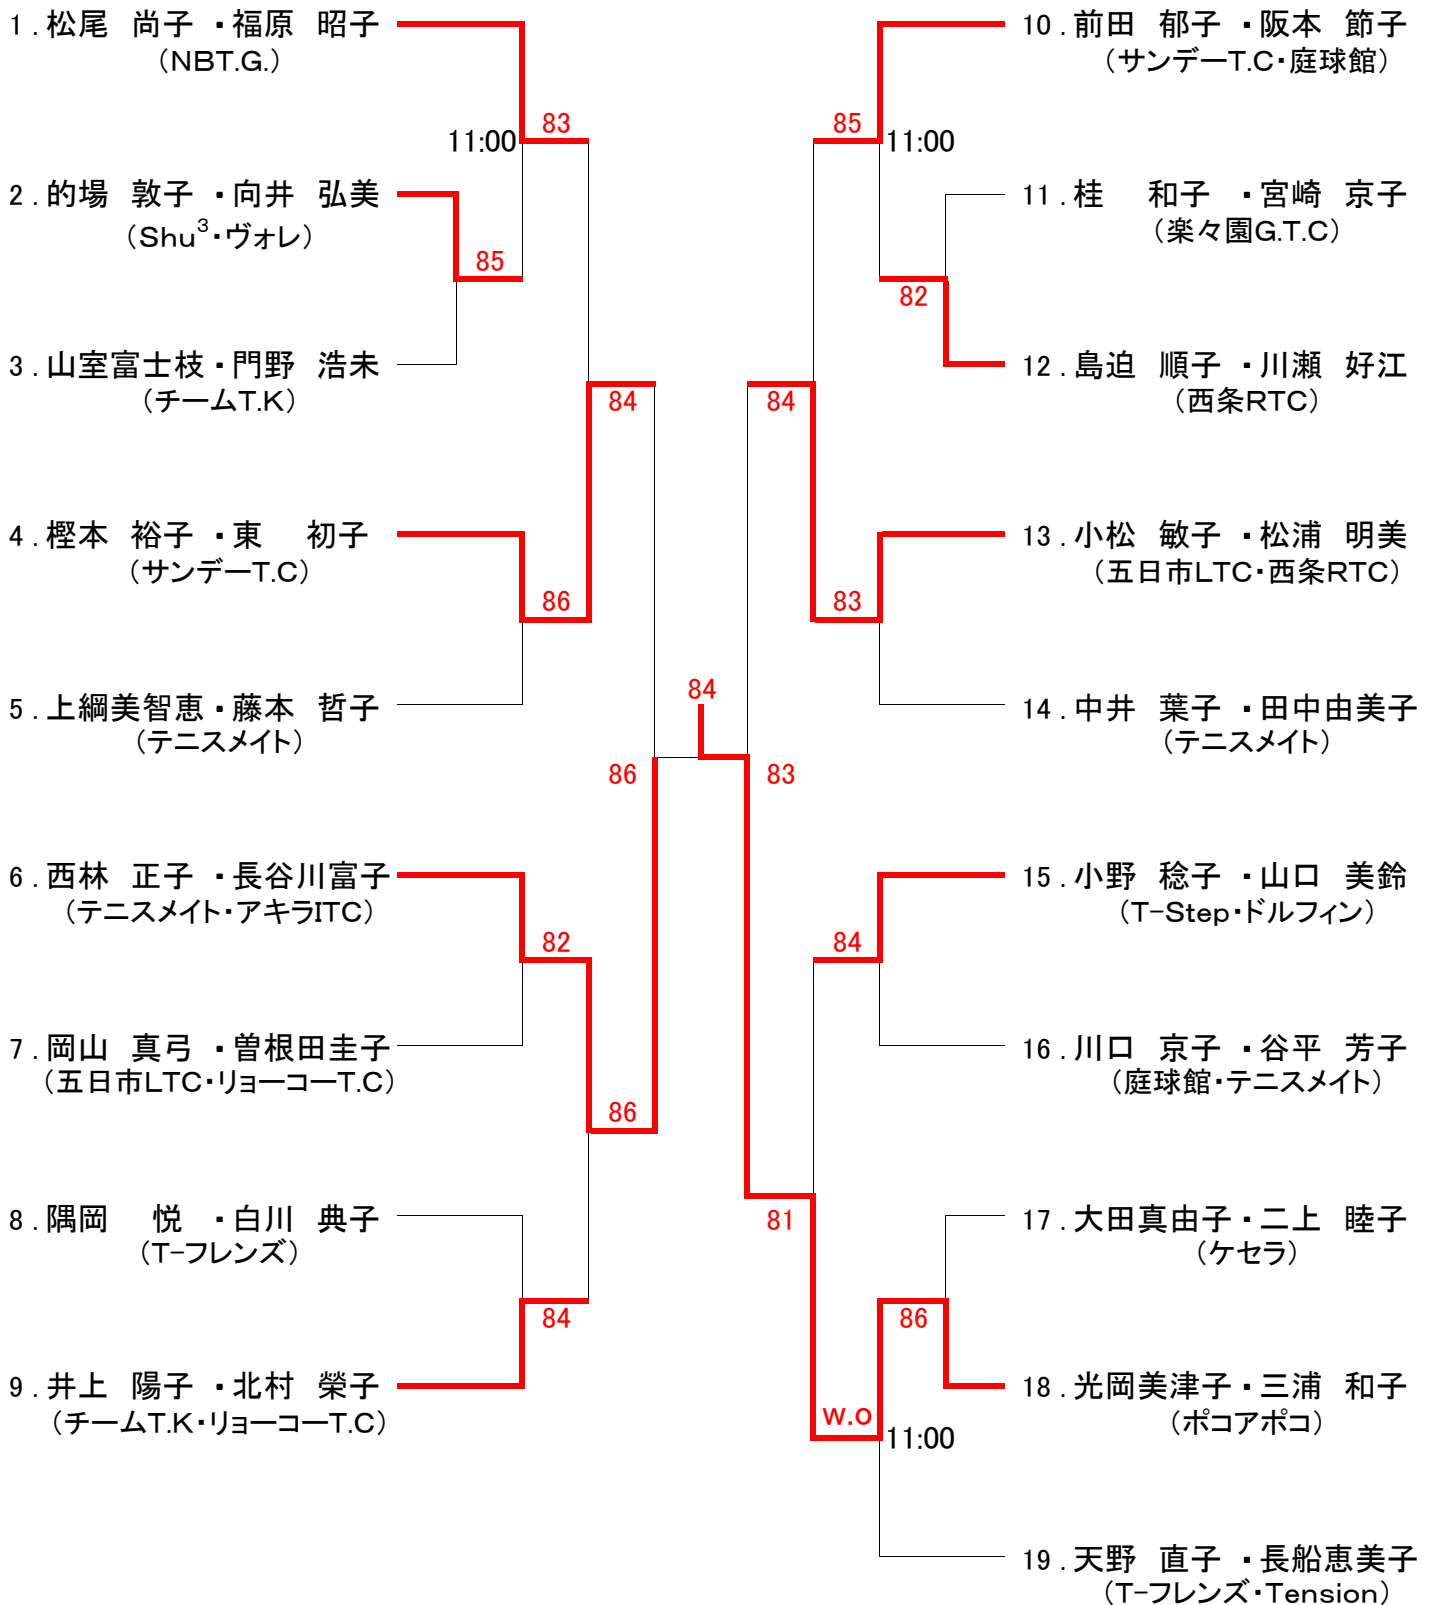 1．松尾　尚子・福原　昭子
（NBT.G.）
83
11:00
2．的場　敦子・向井　弘美
（Shu³・ヴォレ）
85
3．山室富士枝・門野　浩未
（チームT.K）
84
4．樫本　裕子・東　初子
（サンデーT.C）
86
5．上綱美智恵・藤本　哲子
（テニスメイト）
86
6．西林　正子・長谷川富子
（テニスメイト・アキラITC）
82
7．岡山　真弓・曽根田圭子
（五日市LTC・リョーコーT.C）
86
8．隅岡　悦・白川　典子
（T-フレンズ）
84
9．井上　陽子・北村　榮子
（チームT.K・リョーコーT.C）
84
10．前田　郁子・阪本　節子
（サンデーT.C・庭球館）
85
11:00
11．桂　和子・宮崎　京子
（楽々園G.T.C）
82
12．島迫　順子・川瀬　好江
（西条RTC）
84
13．小松　敏子・松浦　明美
（五日市LTC・西条RTC）
83
14．中井　葉子・田中由美子
（テニスメイト）
83
15．小野　稔子・山口　美鈴
（T-Step・ドルフィン）
84
16．川口　京子・谷平　芳子
（庭球館・テニスメイト）
81
17．大田真由子・二上　睦子
（ケセラ）
86
18．光岡美津子・三浦　和子
（ポコアポコ）
w.o
11:00
19．天野　直子・長船恵美子
（T-フレンズ・Tension）